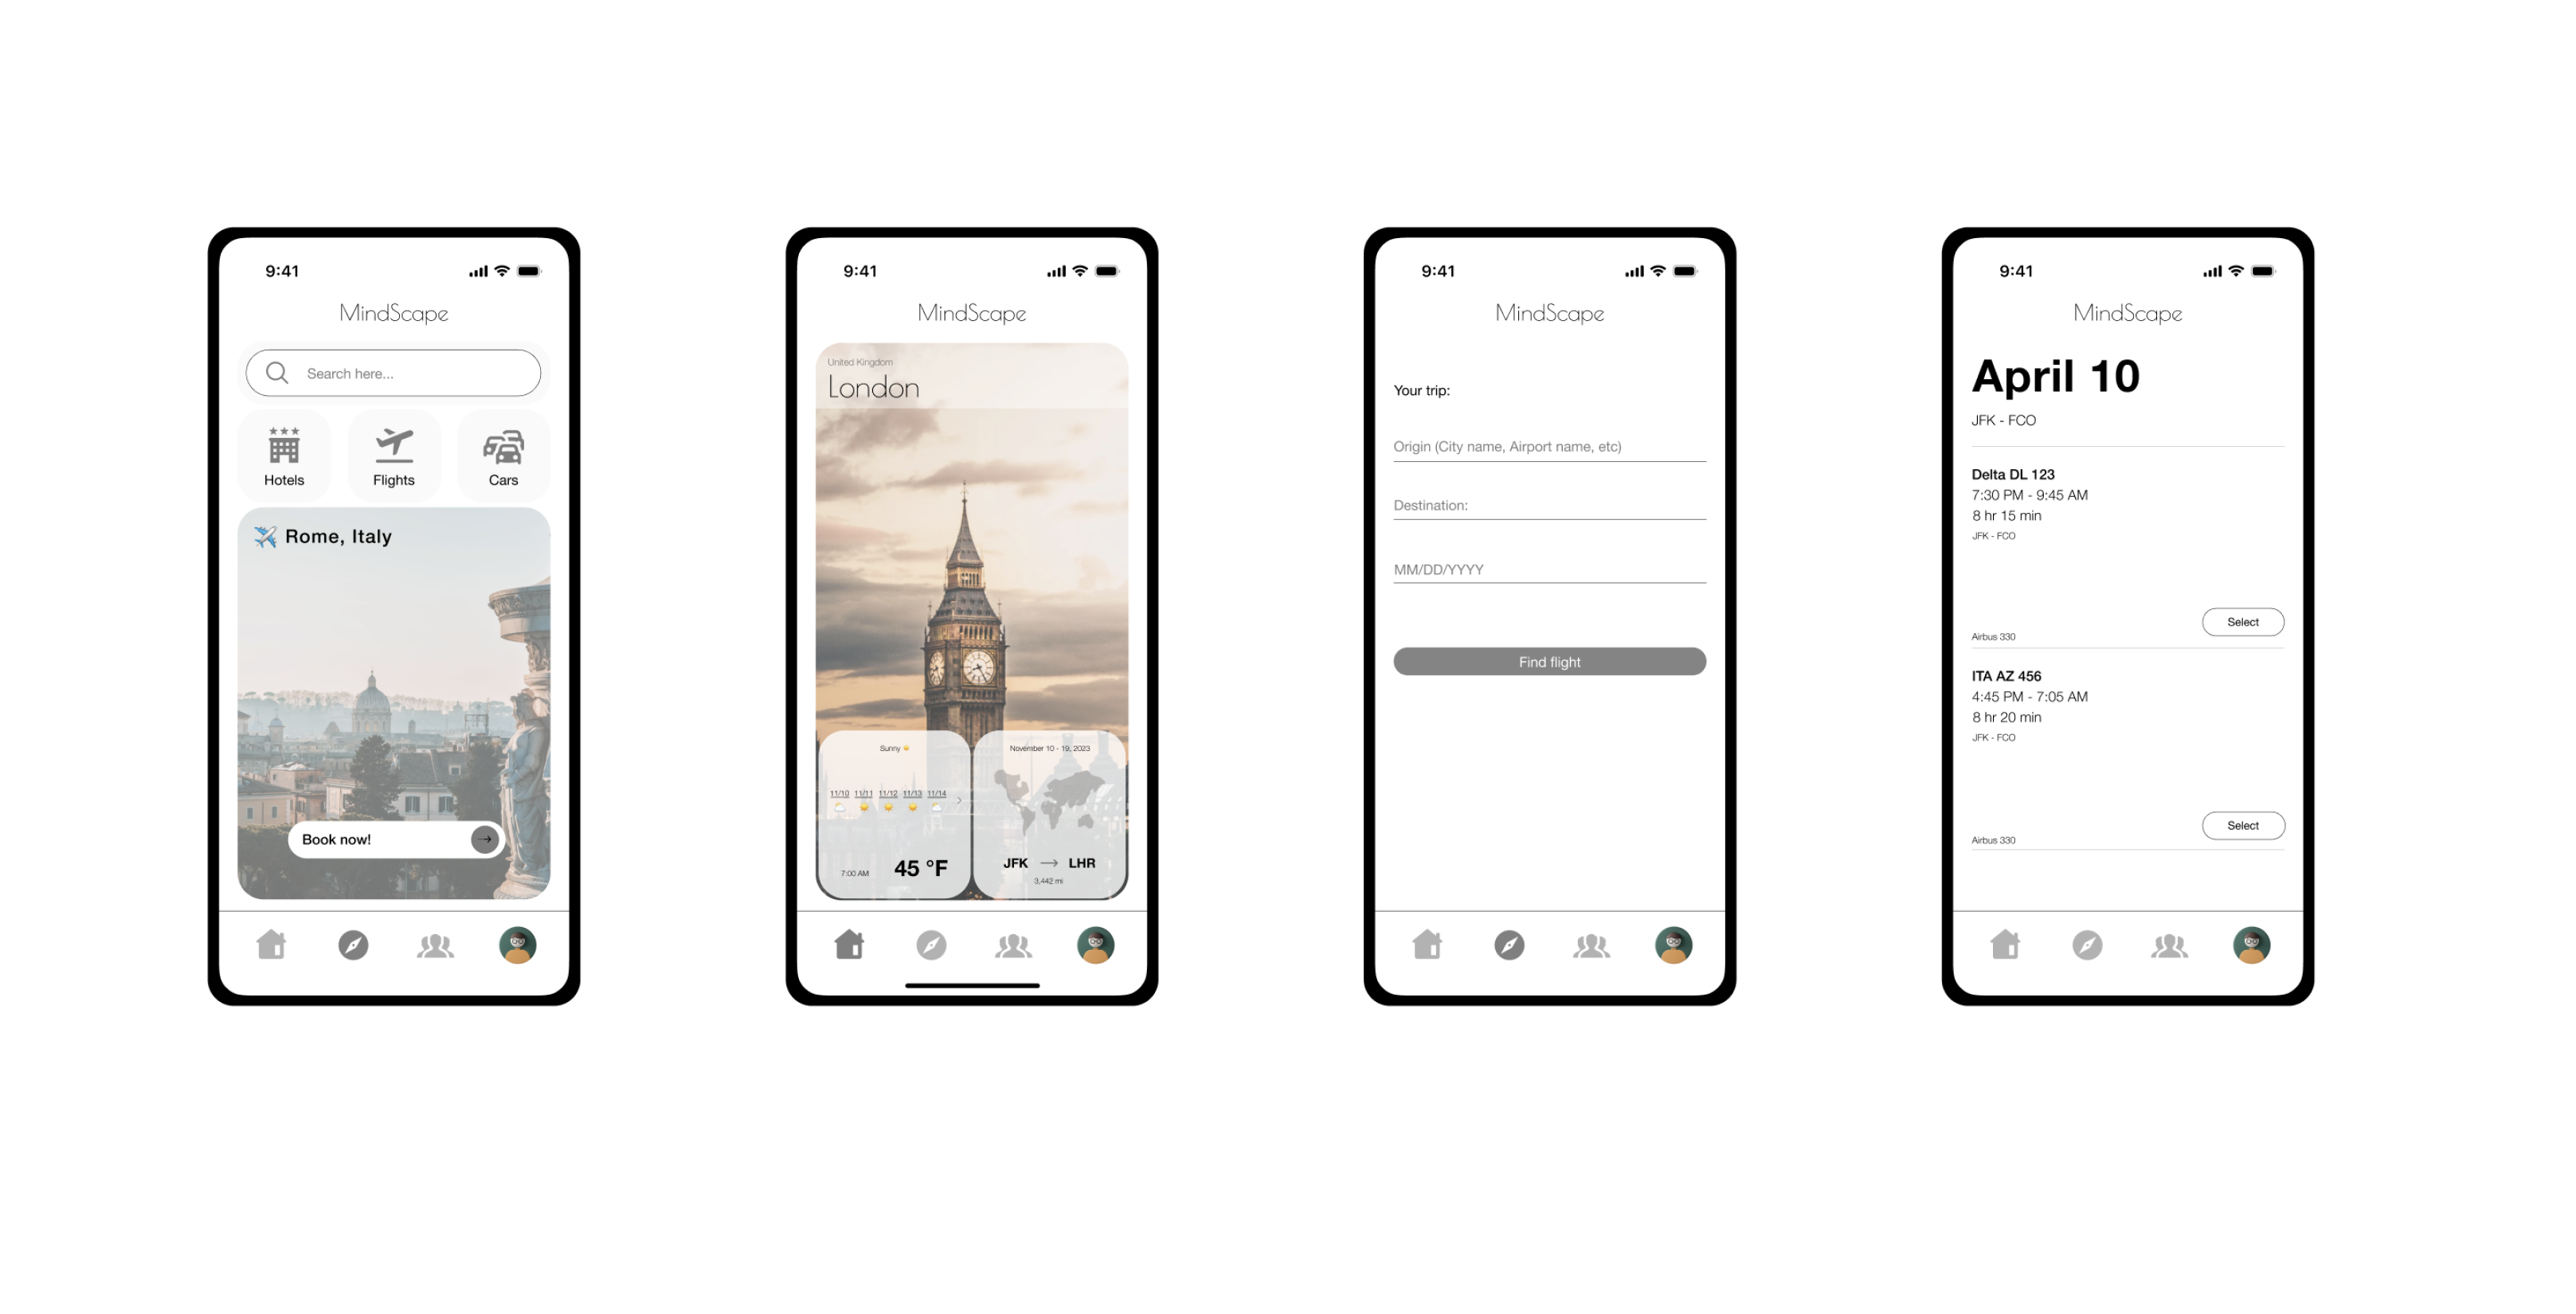 9:41
MindScape
Search here...
Hotels
Flights
Cars
✈️ Rome, Italy
Book now!
9:41
MindScape
United Kingdom
London
Sunny ☀️
11/10 11/11 11/12 11/13 11/14
7:00 AM
45 °F
November 10 - 19, 2023
JFK → LHR
3,442 mi
9:41
MindScape
Your trip:
Origin (City name, Airport name, etc)
Destination:
MM/DD/YYYY
Find flight
9:41
MindScape
April 10
JFK - FCO
Delta DL 123
7:30 PM - 9:45 AM
8 hr 15 min
JFK - FCO
Select
Airbus 330
ITA AZ 456
4:45 PM - 7:05 AM
8 hr 20 min
JFK - FCO
Select
Airbus 330